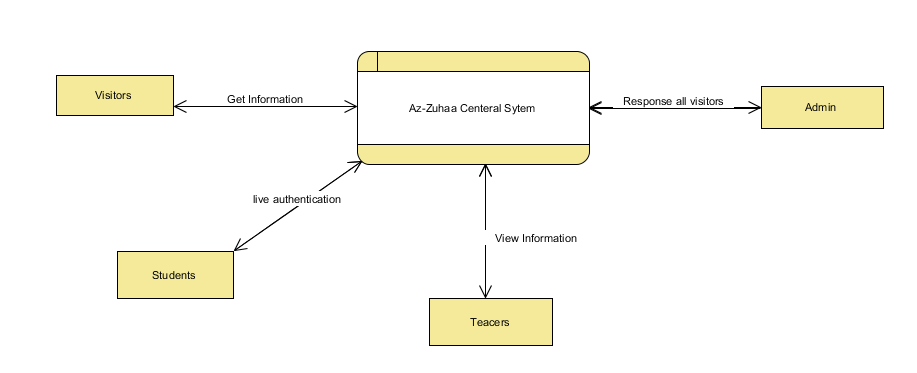 Visitors
Get Information
Az-Zuhaa Centeral Sytem
Response all visitors
Admin
live authentication
View Information
Students
Teacers